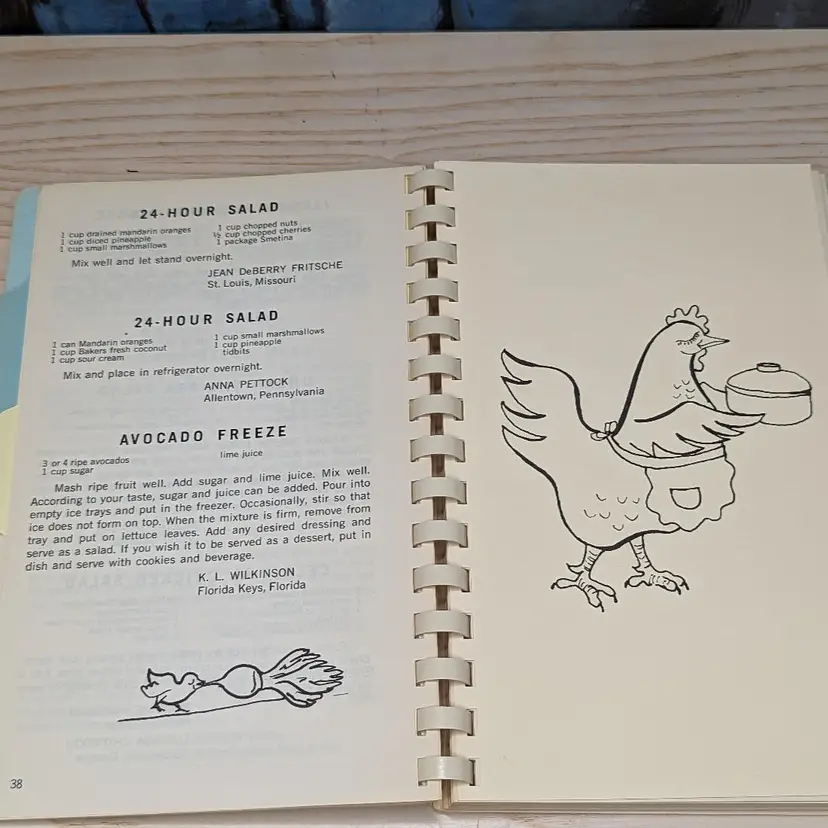 24-HOUR SALAD
1 cup drained mandarin oranges
1 cup diced pineapple
1 cup small marshmallows
1 cup chopped nuts
½ cup chopped cherries
1 package Smetina
Mix well and let stand overnight.
JEAN DeBERRY FRITSCHE
St. Louis, Missouri
24-HOUR SALAD
1 can Mandarin oranges
1 cup Bakers fresh coconut
1 cup sour cream
1 cup small marshmallows
1 cup pineapple
tidbits
Mix and place in refrigerator overnight.
ANNA PETTOCK
Allentown, Pennsylvania
AVOCADO FREEZE
3 or 4 ripe avocados
1 cup sugar
lime juice
Mash ripe fruit well. Add sugar and lime juice. Mix well.
According to your taste, sugar and juice can be added. Pour into
empty ice trays and put in the freezer. Occasionally, stir so that
ice does not form on top. When the mixture is firm, remove from
tray and put on lettuce leaves. Add any desired dressing and
serve as a salad. If you wish it to be served as a dessert, put in
dish and serve with cookies and beverage.
K. L. WILKINSON
Florida Keys, Florida
38